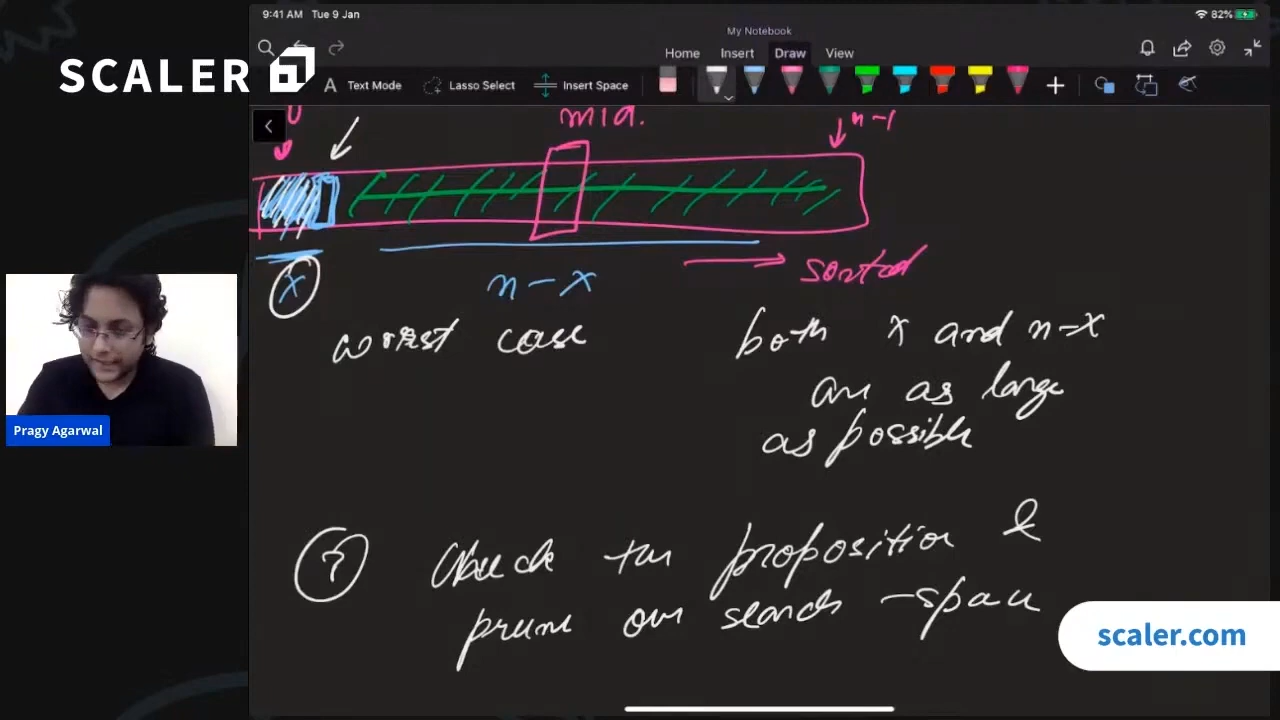 9:41 AM Tue 9 Jan
82%
My Notebook
Home Insert Draw View
SCALER
Text Mode Lasso Select Insert Space
mid.
n-1
x
n-x
sorted
worst case
both x and n-x
are as large
as possible
Pragy Agarwal
? Check the proposition &
prune our search-space
scaler.com